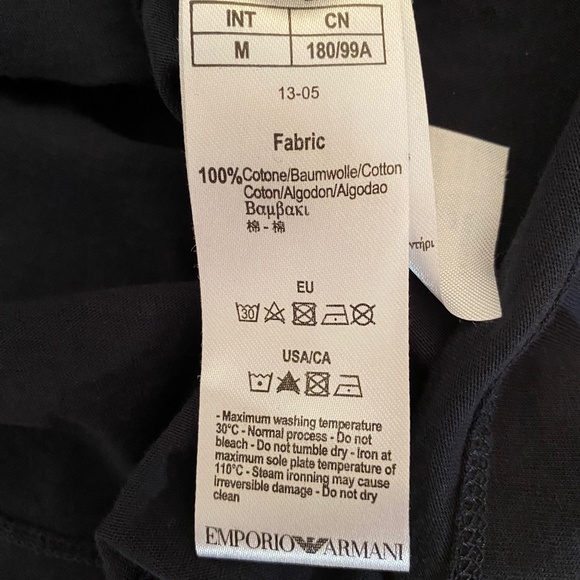 INT CN
M 180/99A
13-05
Fabric
100% Cotone/Baumwolle/Cotton
Coton/Algodon/Algodao
Βαμβακι
棉 - 棉
EU
30
USA/CA
- Maximum washing temperature
30°C - Normal process - Do not
bleach - Do not tumble dry - Iron at
maximum sole plate temperature of
110°C - Steam ironning may cause
irreversible damage - Do not dry
clean
EMPORIO ARMANI